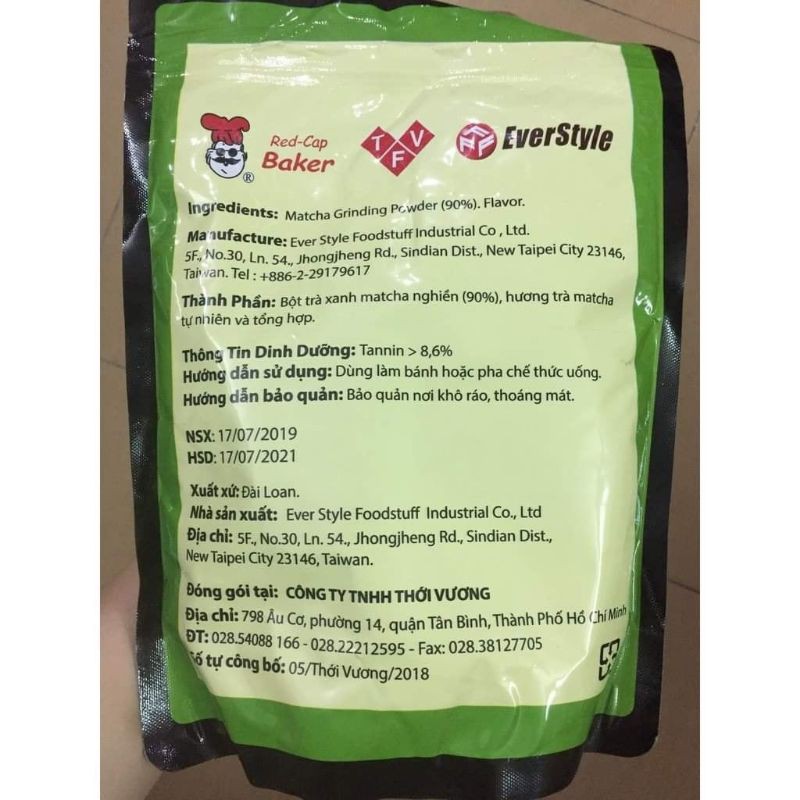 Red-Cap
Baker
®
T F V
EverStyle
Ingredients: Matcha Grinding Powder (90%). Flavor.
Manufacture: Ever Style Foodstuff Industrial Co , Ltd.
5F., No.30, Ln. 54., Jhongjheng Rd., Sindian Dist., New Taipei City 23146,
Taiwan. Tel : +886-2-29179617
Thành Phần: Bột trà xanh matcha nghiền (90%), hương trà matcha
tự nhiên và tổng hợp.
Thông Tin Dinh Dưỡng: Tannin > 8,6%
Hướng dẫn sử dụng: Dùng làm bánh hoặc pha chế thức uống.
Hướng dẫn bảo quản: Bảo quản nơi khô ráo, thoáng mát.
NSX: 17/07/2019
HSD: 17/07/2021
Xuất xứ: Đài Loan.
Nhà sản xuất: Ever Style Foodstuff Industrial Co., Ltd
Địa chỉ: 5F., No.30, Ln. 54., Jhongjheng Rd., Sindian Dist.,
New Taipei City 23146, Taiwan.
Đóng gói tại: CÔNG TY TNHH THỚI VƯƠNG
Địa chỉ: 798 Âu Cơ, phường 14, quận Tân Bình, Thành Phố Hồ Chí Minh
ĐT: 028.54088 166 - 028.22212595 - Fax: 028.38127705
Số tự công bố: 05/Thới Vương/2018